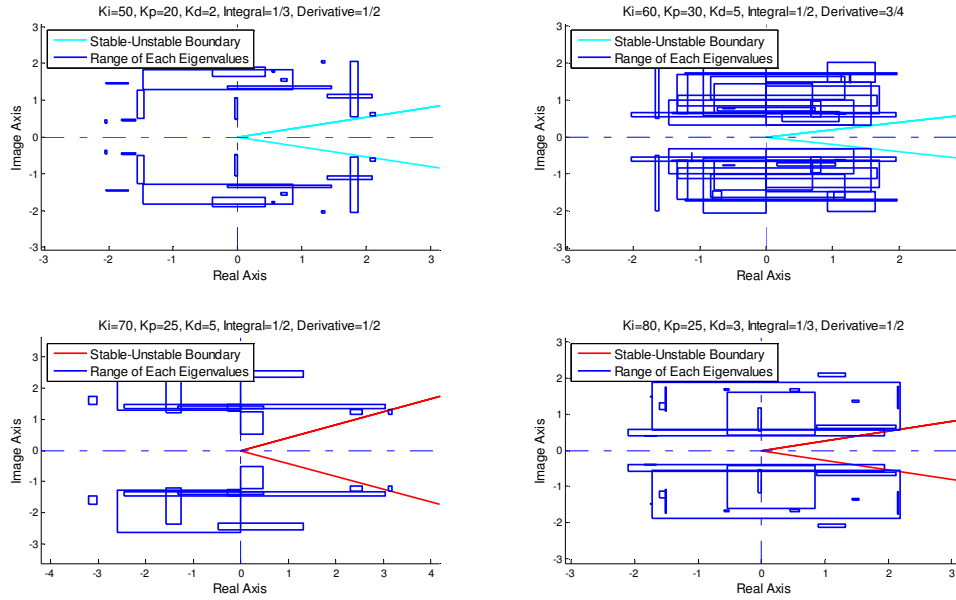 Ki=50, Kp=20, Kd=2, Integral=1/3, Derivative=1/2
Stable-Unstable Boundary
Range of Each Eigenvalues
Image Axis
3
2
1
0
-1
-2
-3
-3 -2 -1 0 1 2 3
Real Axis
Ki=60, Kp=30, Kd=5, Integral=1/2, Derivative=3/4
Stable-Unstable Boundary
Range of Each Eigenvalues
Image Axis
3
2
1
0
-1
-2
-3
-3 -2 -1 0 1 2
Real Axis
Ki=70, Kp=25, Kd=5, Integral=1/2, Derivative=1/2
Stable-Unstable Boundary
Range of Each Eigenvalues
Image Axis
3
2
1
0
-1
-2
-3
-4 -3 -2 -1 0 1 2 3 4
Real Axis
Ki=80, Kp=25, Kd=3, Integral=1/3, Derivative=1/2
Stable-Unstable Boundary
Range of Each Eigenvalues
Image Axis
3
2
1
0
-1
-2
-3
-3 -2 -1 0 1 2 3
Real Axis